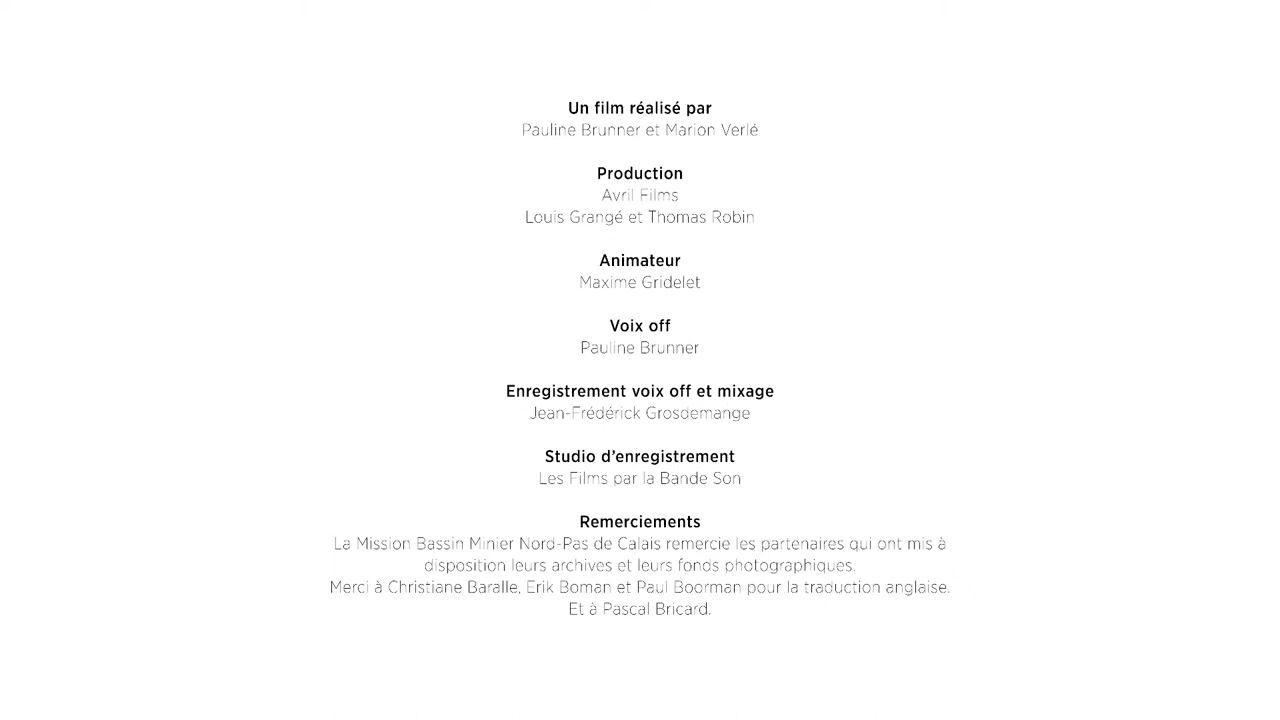 Un film réalisé par
Pauline Brunner et Marion Verlé
Production
Avril Films
Louis Grangé et Thomas Robin
Animateur
Maxime Gridelet
Voix off
Pauline Brunner
Enregistrement voix off et mixage
Jean-Frédérick Grosdemange
Studio d’enregistrement
Les Films par la Bande Son
Remerciements
La Mission Bassin Minier Nord-Pas de Calais remercie les partenaires qui ont mis à
disposition leurs archives et leurs fonds photographiques.
Merci à Christiane Baralle, Erik Boman et Paul Boorman pour la traduction anglaise.
Et à Pascal Bricard.